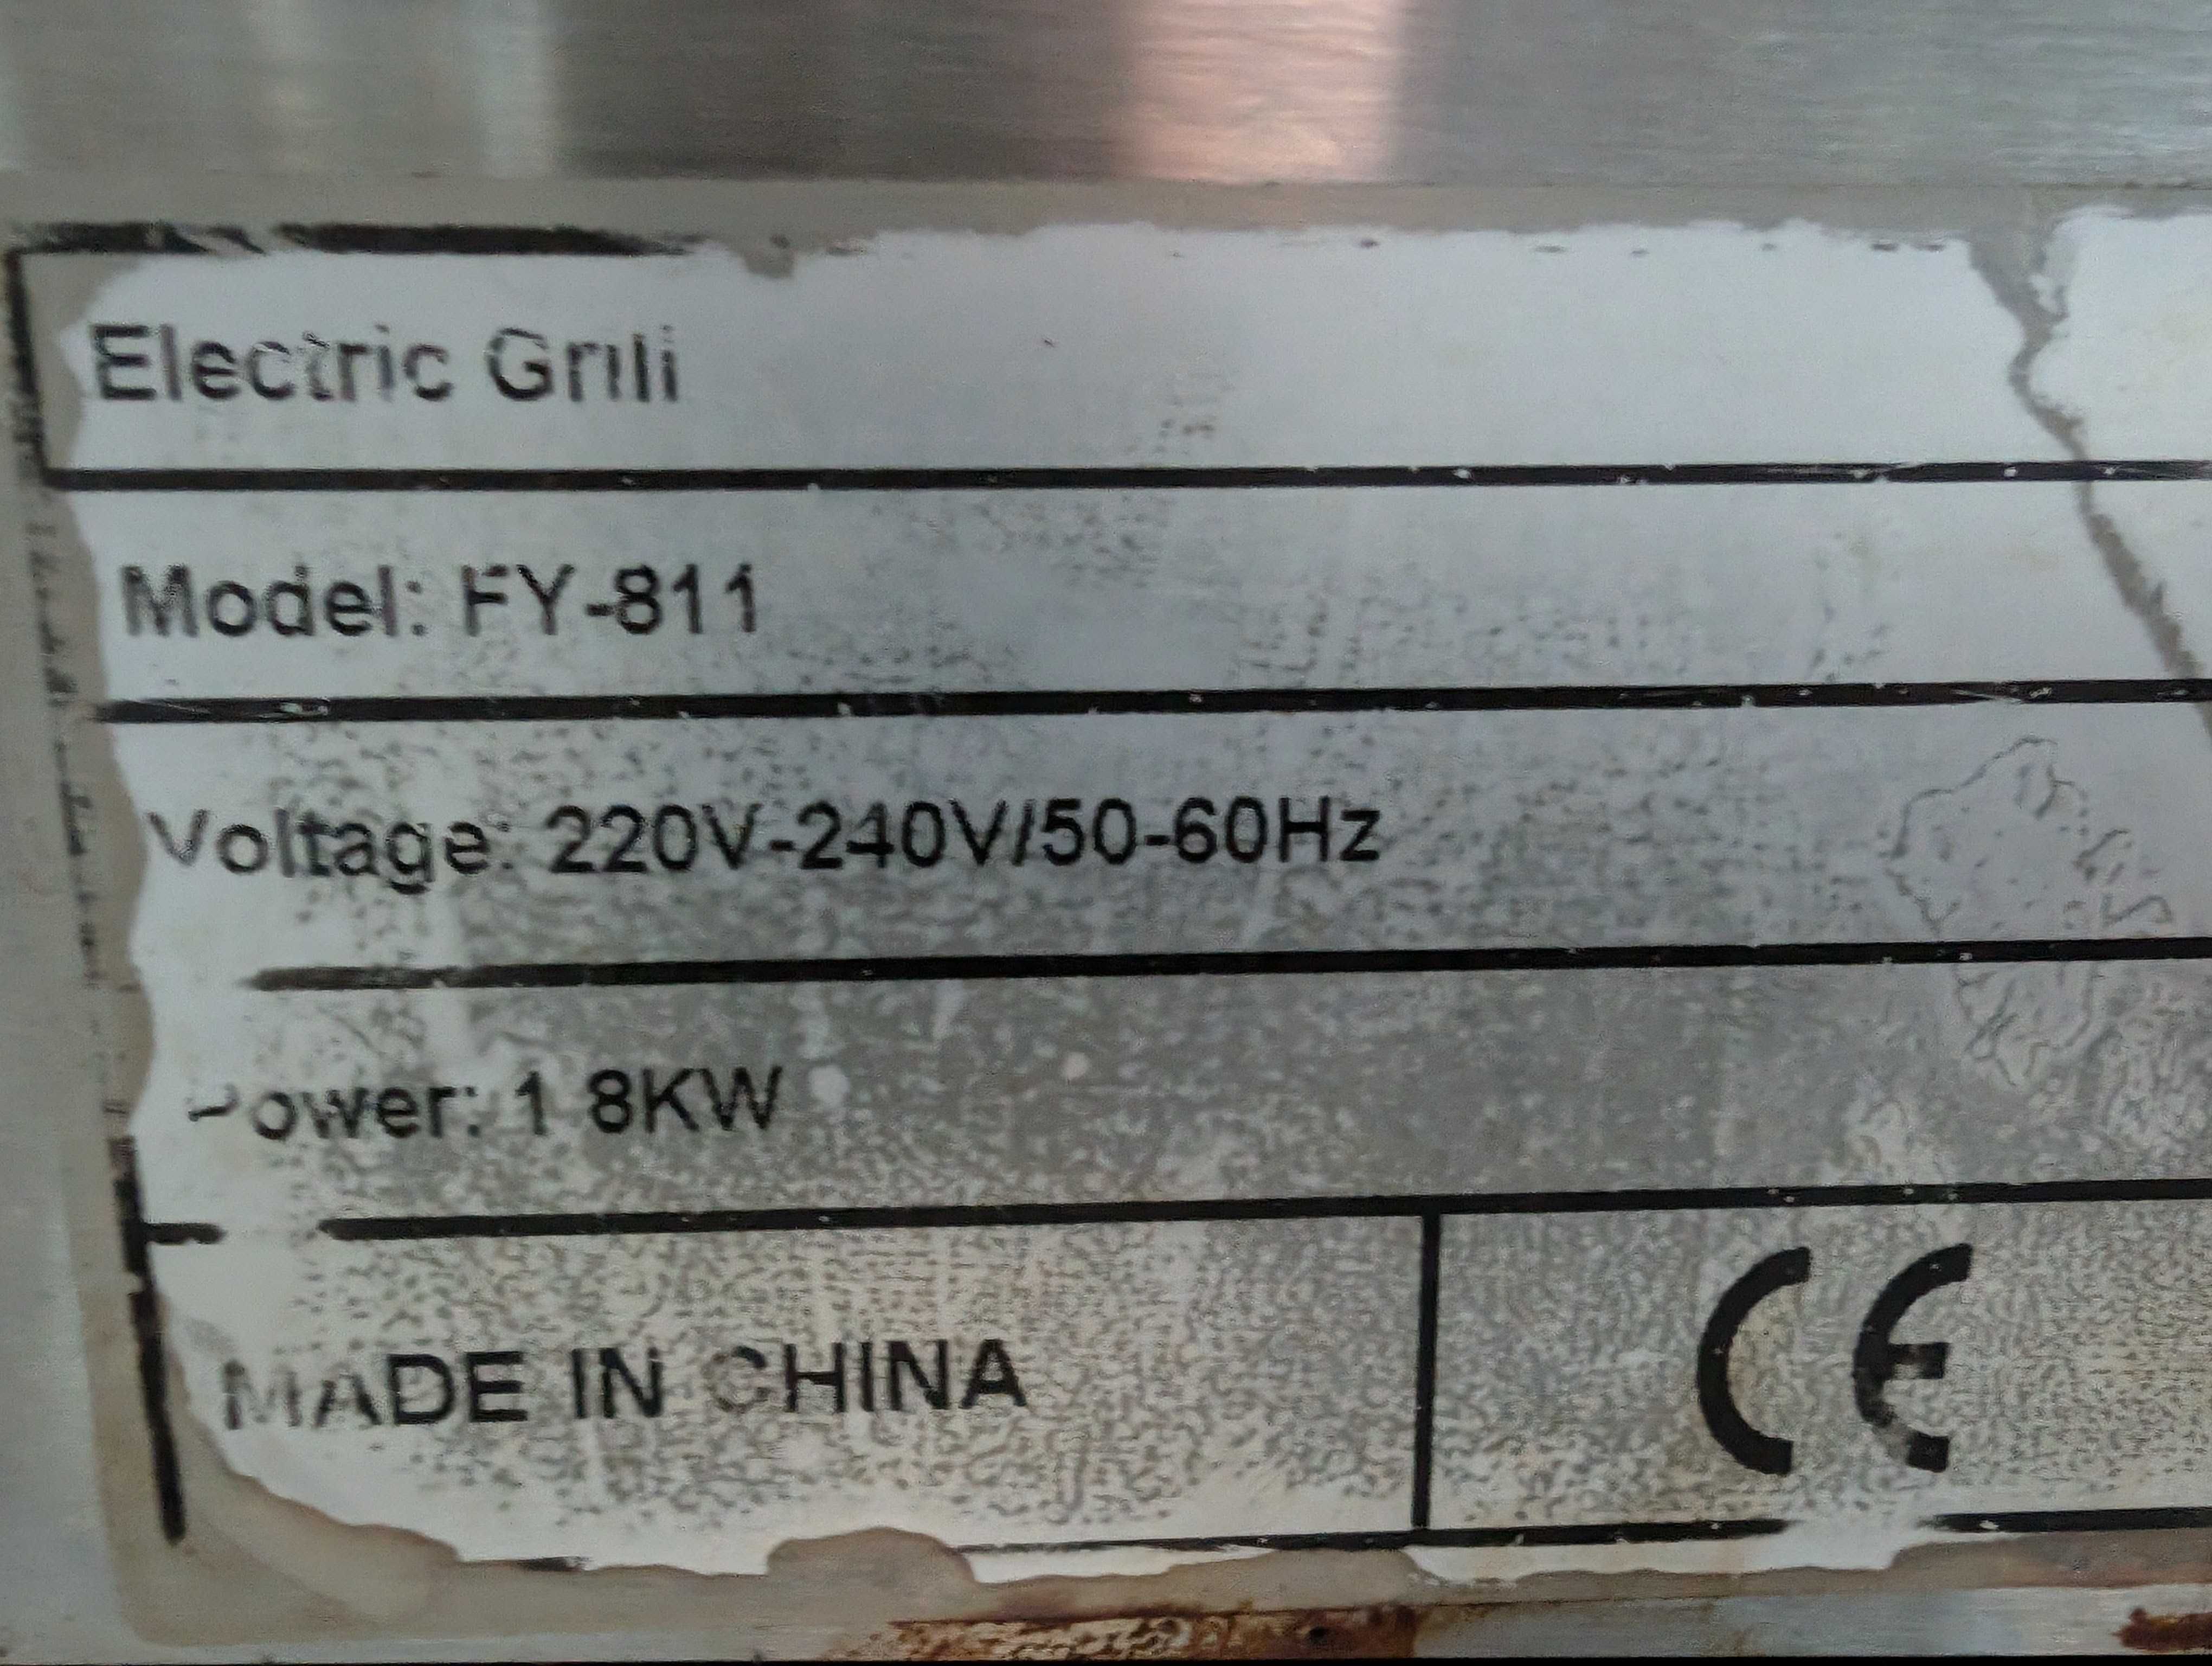 Electric Grill
Model: FY-811
Voltage: 220V-240V/50-60Hz
Power: 1 8KW
MADE IN CHINA
CE